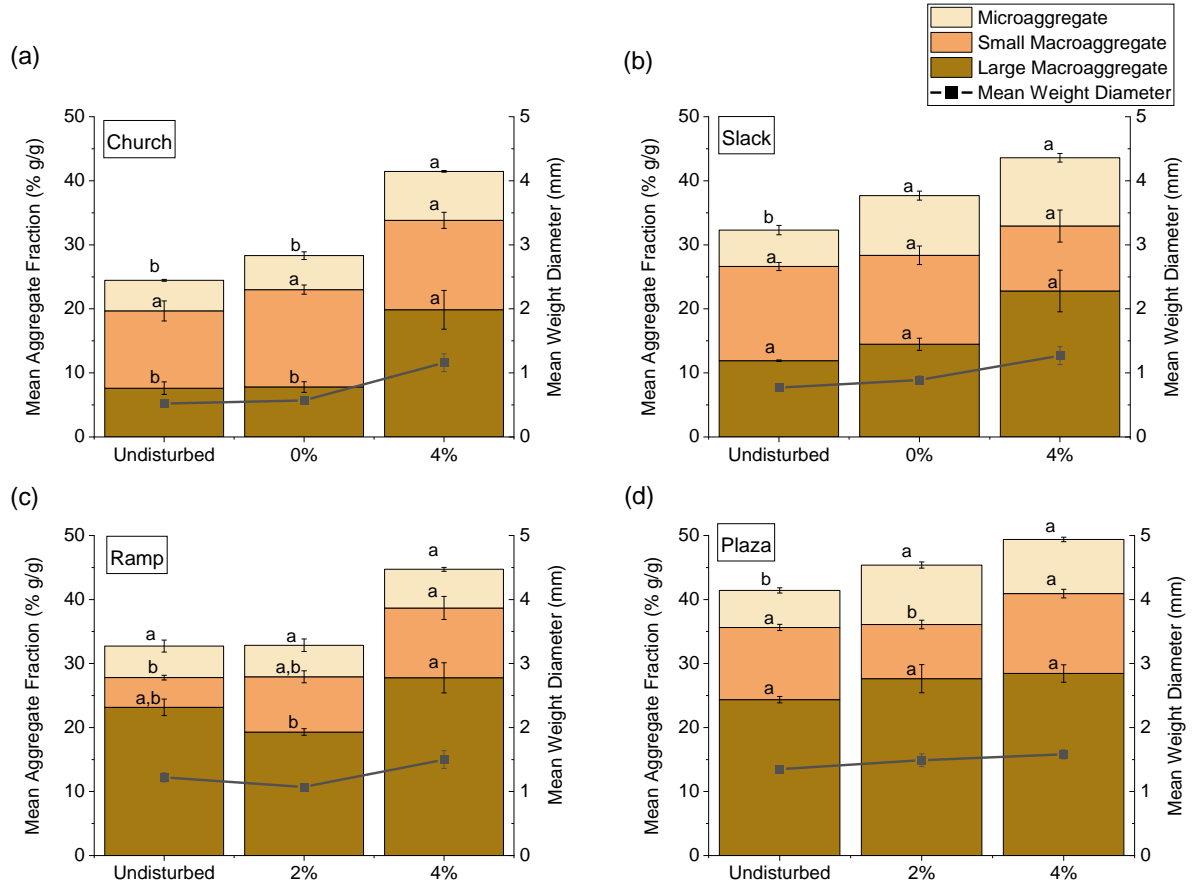 Microaggregate
Small Macroaggregate
Large Macroaggregate
Mean Weight Diameter
(a)
Church
Mean Aggregate Fraction (% g/g)
50
40
30
20
10
0
b
a
b
b
a
b
a
a
a
Undisturbed 0% 4%
5
4
3
2
1
0
Mean Weight Diameter (mm)
(b)
Slack
Mean Aggregate Fraction (% g/g)
50
40
30
20
10
0
b
a
a
a
a
a
a
a
a
Undisturbed 0% 4%
5
4
3
2
1
0
Mean Weight Diameter (mm)
(c)
Ramp
Mean Aggregate Fraction (% g/g)
50
40
30
20
10
0
a
b
a,b
a
a,b
b
a
a
a
Undisturbed 2% 4%
5
4
3
2
1
0
Mean Weight Diameter (mm)
(d)
Plaza
Mean Aggregate Fraction (% g/g)
50
40
30
20
10
0
b
a
a
a
b
a
a
a
a
Undisturbed 2% 4%
5
4
3
2
1
0
Mean Weight Diameter (mm)